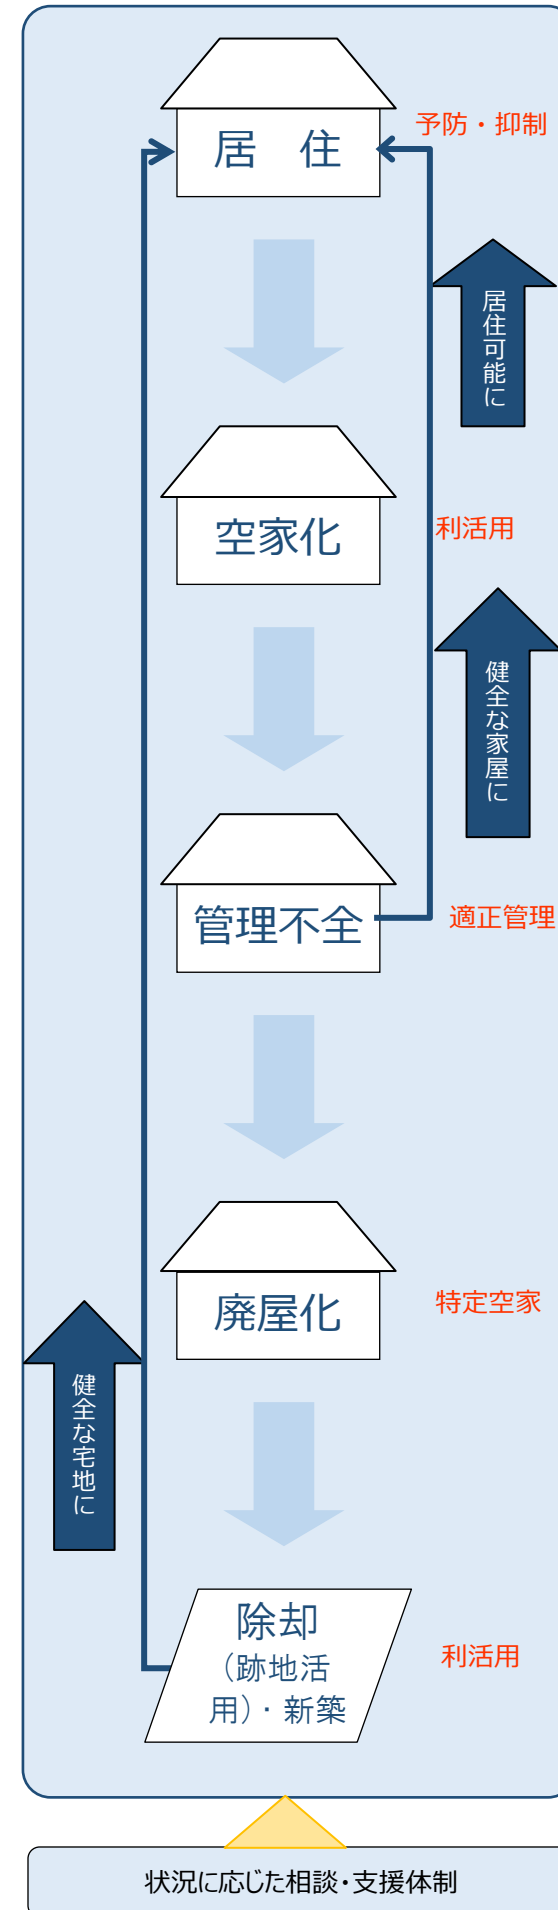 居　住
予防・抑制
居住可能に
空家化
利活用
健全な家屋に
管理不全
適正管理
廃屋化
特定空家
健全な宅地に
除却
（跡地活
用）・新築
利活用
状況に応じた相談・支援体制